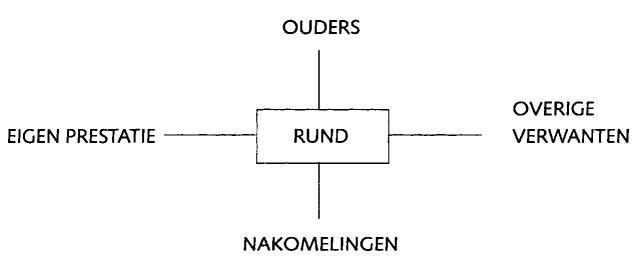 OUDERS
EIGEN PRESTATIE
RUND
OVERIGE
VERWANTEN
NAKOMELINGEN